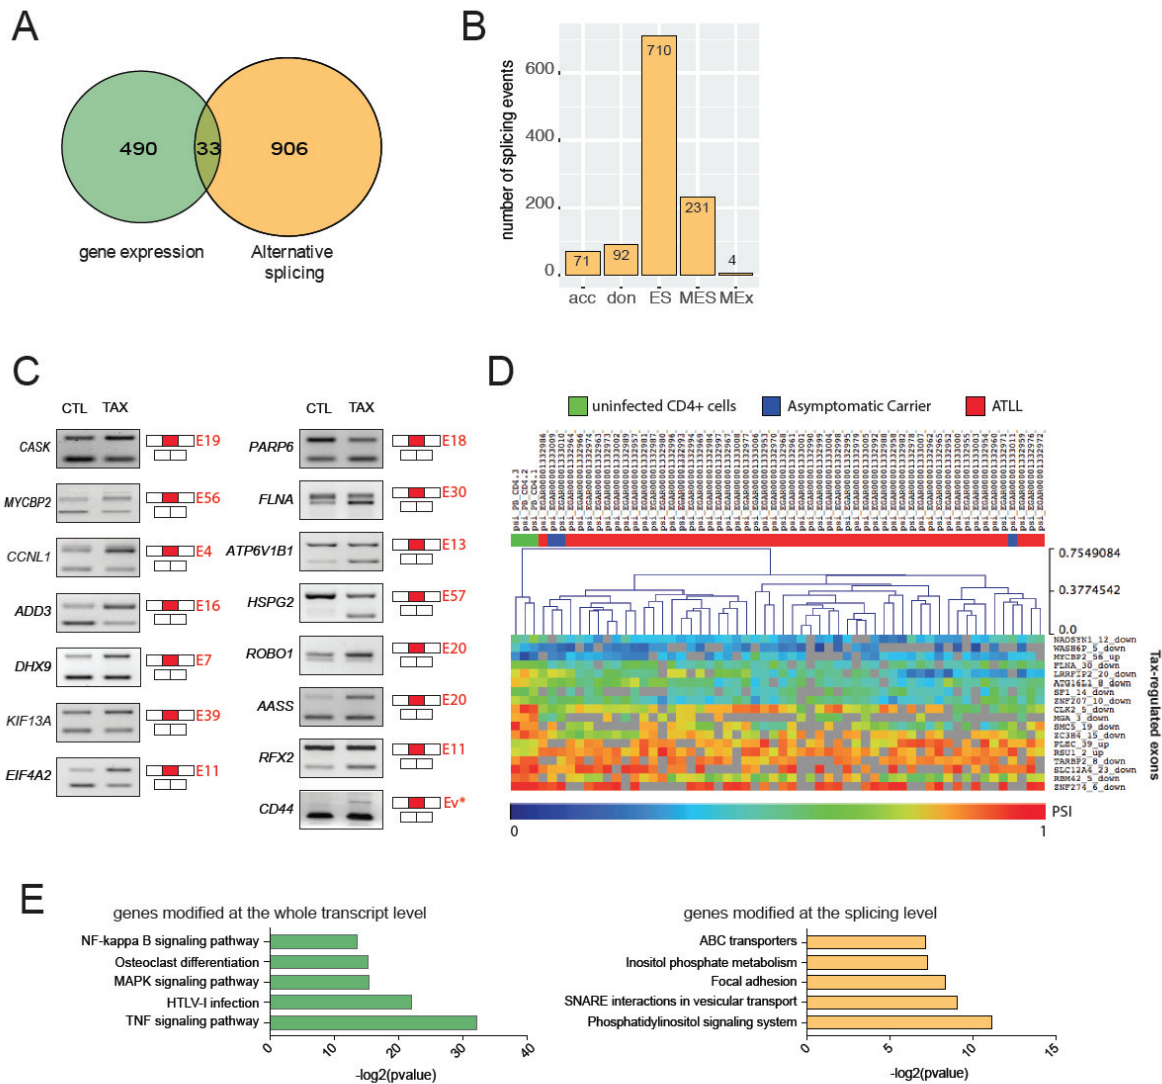 A
490
33
906
gene expression
Alternative
splicing
B
number of splicing events
600
400
200
0
710
231
71
92
4
acc don ES MES MEx
C
CTL TAX
CASK E19
MYCBP2 E56
CCNL1 E4
ADD3 E16
DHX9 E7
KIF13A E39
EIF4A2 E11
CTL TAX
PARP6 E18
FLNA E30
ATP6V1B1 E13
HSPG2 E57
ROBO1 E20
AASS E20
RFX2 E11
CD44 Ev*
D
uninfected CD4+ cells
Asymptomatic Carrier
ATLL
0.7549084
0.3774542
0.0
NADSYN1_12_down
WASH6P_5_down
MYCBP2_56_up
FLNA_30_down
LRRFIP2_20_down
ATG16L1_8_down
SF1_14_down
ZNF207_10_down
CLK2_5_down
MGA_3_down
SMC5_19_down
ZC3H4_15_down
PLEC_39_up
RSU1_2_up
TARBP2_8_down
SLC12A4_23_down
RBM42_5_down
ZNF274_6_down
Tax-regulated exons
PSI
0
1
E
genes modified at the whole transcript level
NF-kappa B signaling pathway
Osteoclast differentiation
MAPK signaling pathway
HTLV-I infection
TNF signaling pathway
0 10 20 30 40
-log2(pvalue)
genes modified at the splicing level
ABC transporters
Inositol phosphate metabolism
Focal adhesion
SNARE interactions in vesicular transport
Phosphatidylinositol signaling system
0 5 10 15
-log2(pvalue)